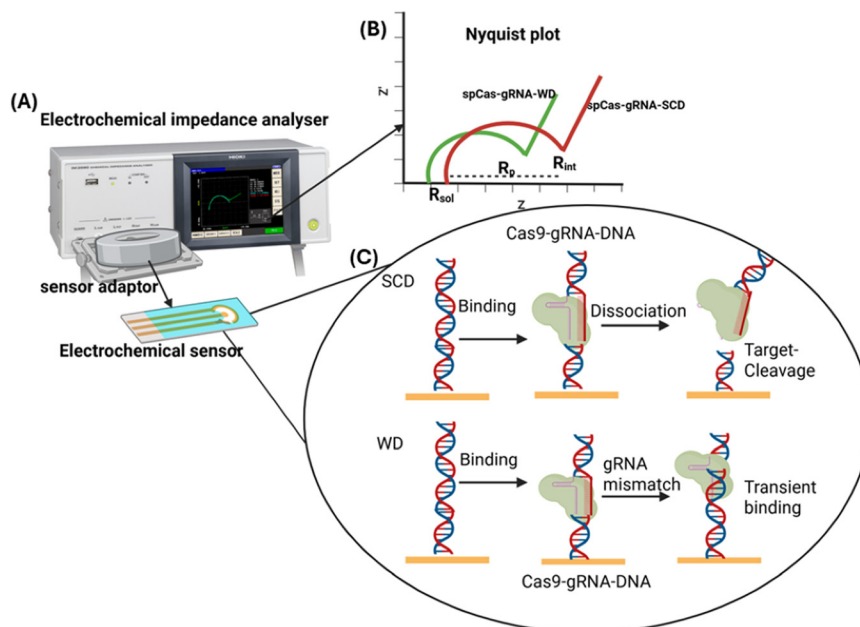 (A)
Electrochemical impedance analyser
HIOKI
sensor adaptor
Electrochemical sensor
(B)
Nyquist plot
z'
spCas-gRNA-WD
spCas-gRNA-SCD
Rp
Rint
Rsol
z
(C)
Cas9-gRNA-DNA
SCD
Binding
Dissociation
Target-
Cleavage
WD
Binding
gRNA
mismatch
Transient
binding
Cas9-gRNA-DNA